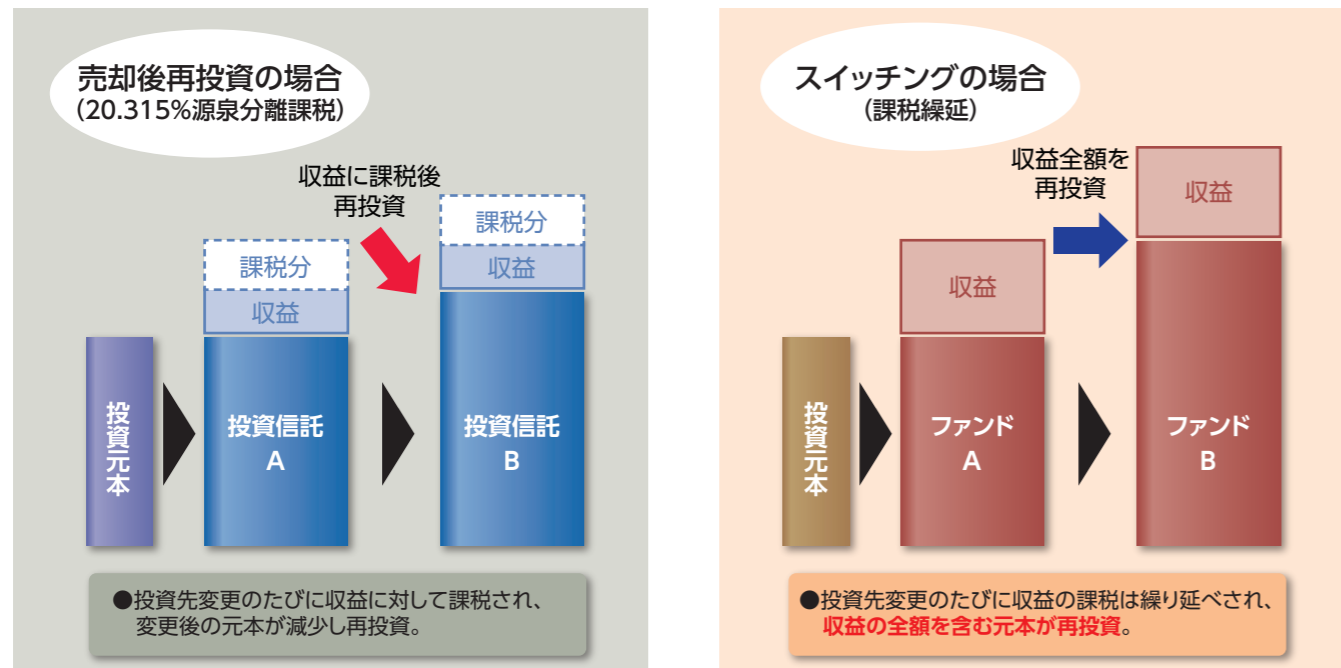 売却後再投資の場合
(20.315%源泉分離課税)
収益に課税後
再投資
課税分
収益
課税分
収益
投資元本
投資信託
A
投資信託
B
●投資先変更のたびに収益に対して課税され、
変更後の元本が減少し再投資。
スイッチングの場合
(課税繰延)
収益全額を
再投資
収益
収益
投資元本
ファンド
A
ファンド
B
●投資先変更のたびに収益の課税は繰り延べされ、
収益の全額を含む元本が再投資。